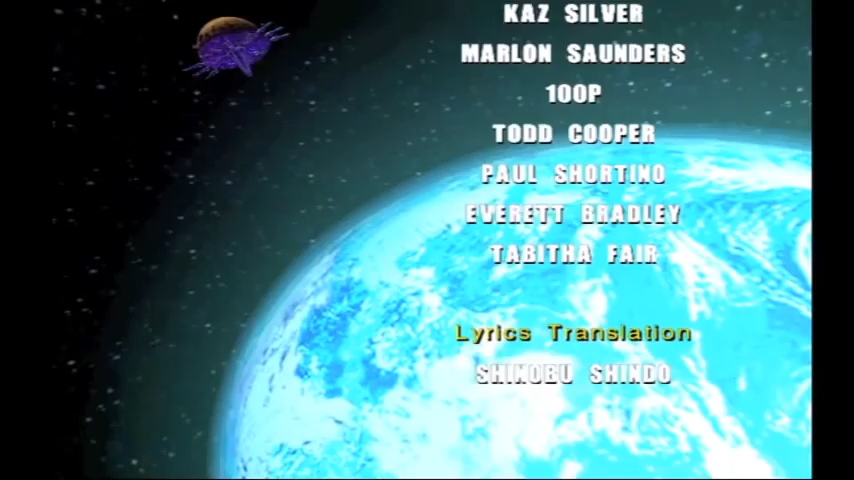 KAZ SILVER
MARLON SAUNDERS
100P
TODD COOPER
PAUL SHORTINO
EVERETT BRADLEY
TABITHA FAIR
Lyrics Translation
SHINOBU SHINDO